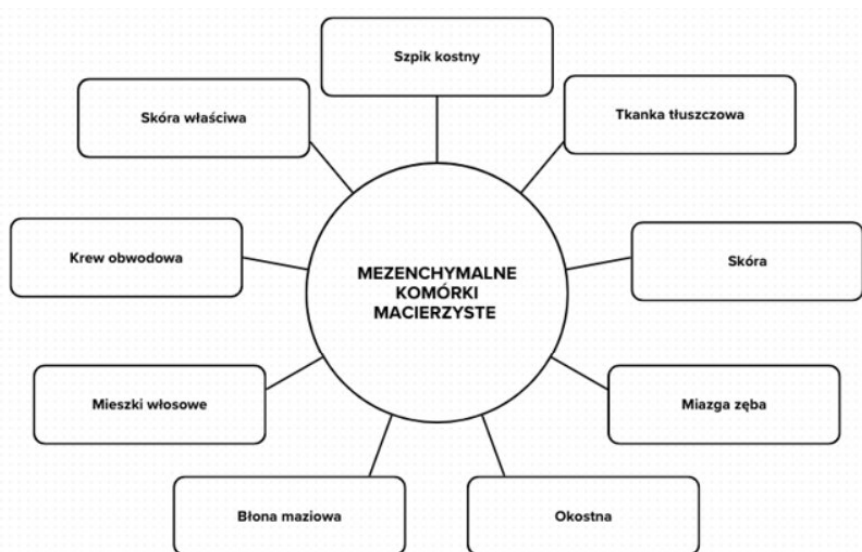 Szpik kostny
Skóra właściwa
Tkanka tłuszczowa
Krew obwodowa
Skóra
MEZENCHYMALNE
KOMÓRKI
MACIERZYSTE
Mieszki włosowe
Miazga zęba
Błona maziowa
Okostna